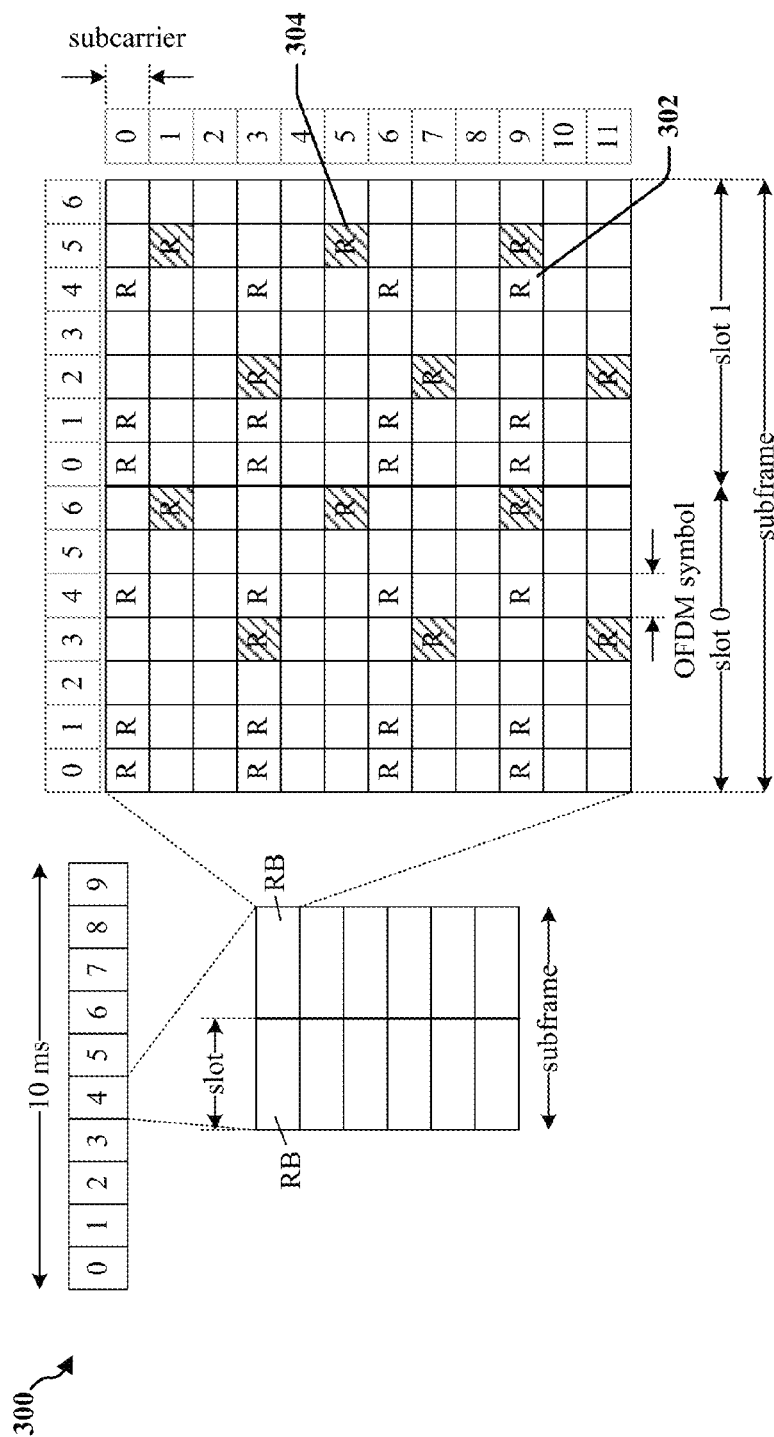 300
10 ms
0 1 2 3 4 5 6 7 8 9
slot
RB
RB
subframe
0 1 2 3 4 5 6 0 1 2 3 4 5 6
subcarrier
R R R R R R 0
R R 1
304
2
R R R R R R R R 3
4
R R 5
R R R R R R 6
R R 7
8
R R R R R R R R 9
10
R R 11
302
OFDM symbol
slot 0
slot 1
subframe